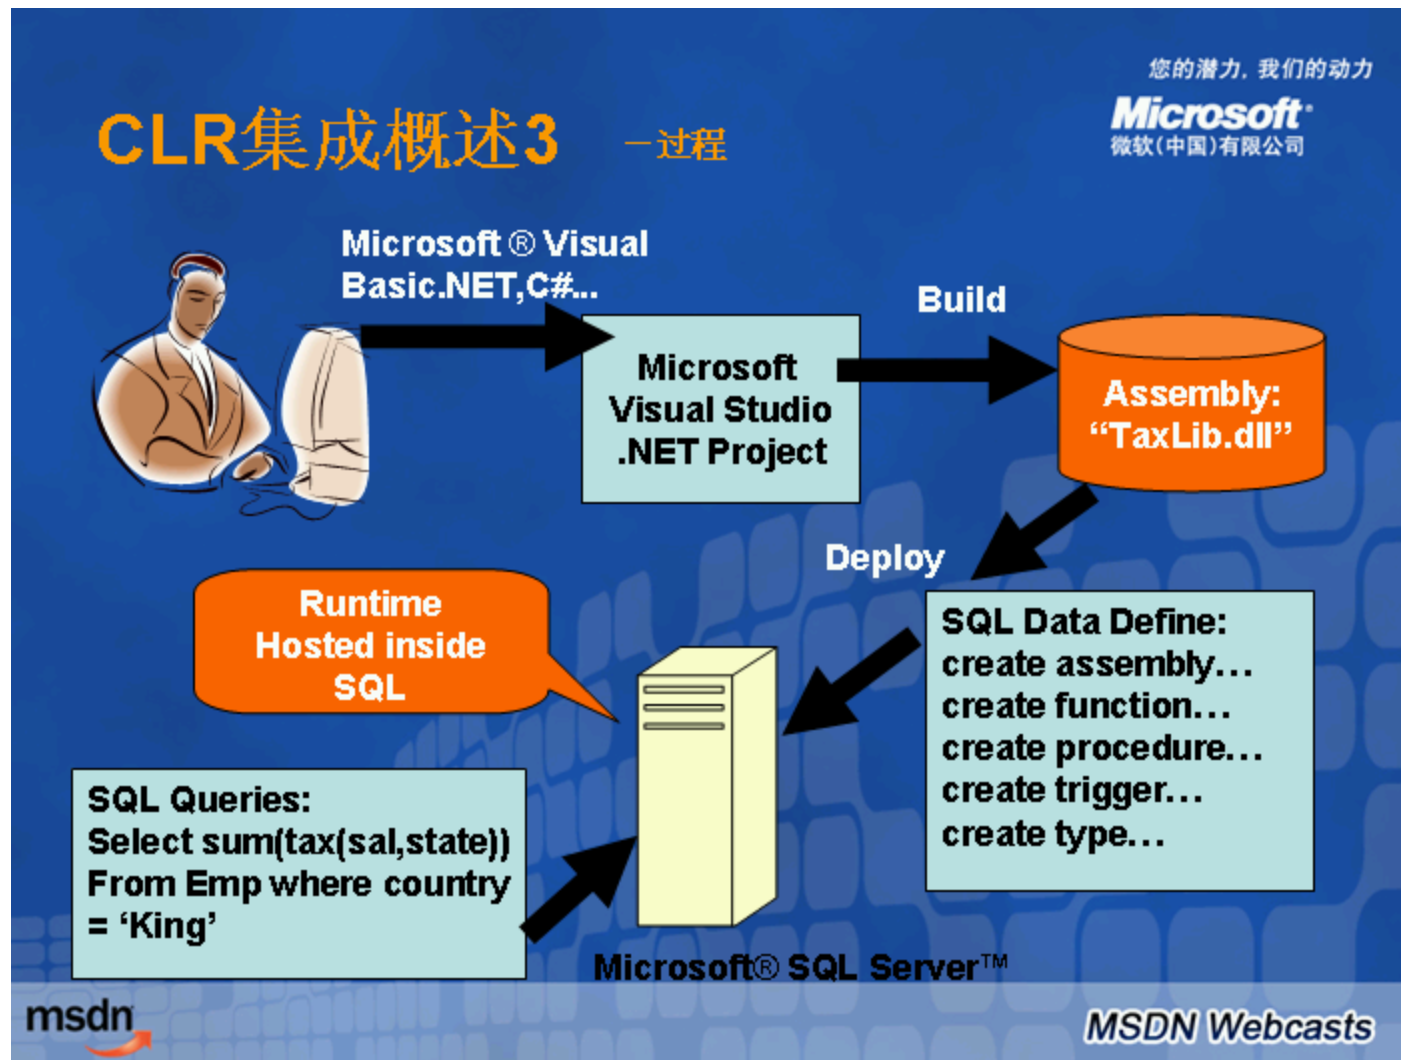 您的潜力，我们的动力
Microsoft
微软(中国)有限公司
CLR集成概述3 －过程
Microsoft ® Visual
Basic.NET,C#...
Build
Microsoft
Visual Studio
.NET Project
Assembly:
“TaxLib.dll”
Deploy
SQL Data Define:
create assembly…
create function…
create procedure…
create trigger…
create type…
Runtime
Hosted inside
SQL
SQL Queries:
Select sum(tax(sal,state))
From Emp where country
= ‘King’
Microsoft® SQL Server™
msdn
MSDN Webcasts